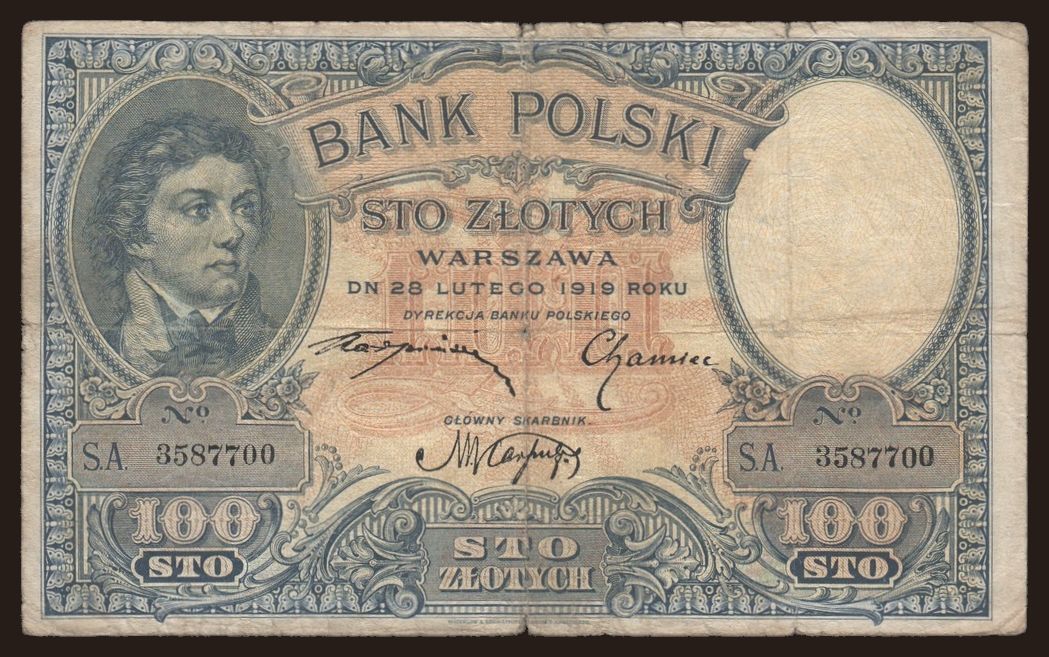 BANK POLSKI
STO ZŁOTYCH
WARSZAWA
DN 28 LUTEGO 1919 ROKU
DYREKCJA BANKU POLSKIEGO
Chamiec
GŁÓWNY SKARBNIK.
No No
S.A. 3587700 S.A. 3587700
100 100
STO STO
STO
ZŁOTYCH